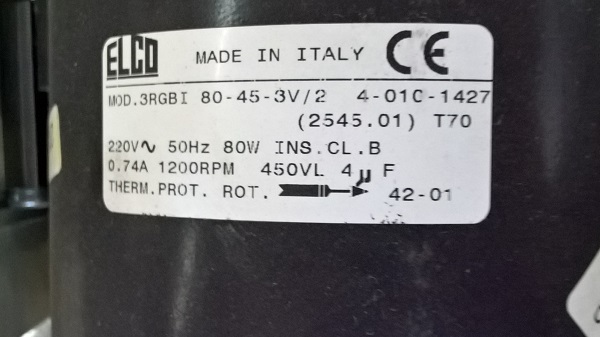 ELCO MADE IN ITALY CE
MOD.3RGBI 80-45-3V/2 4-010-1427
(2545.01) T70
220V∿ 50Hz 80W INS.CL.B
0.74A 1200RPM 450VL 4μF
THERM.PROT. ROT. 42-01